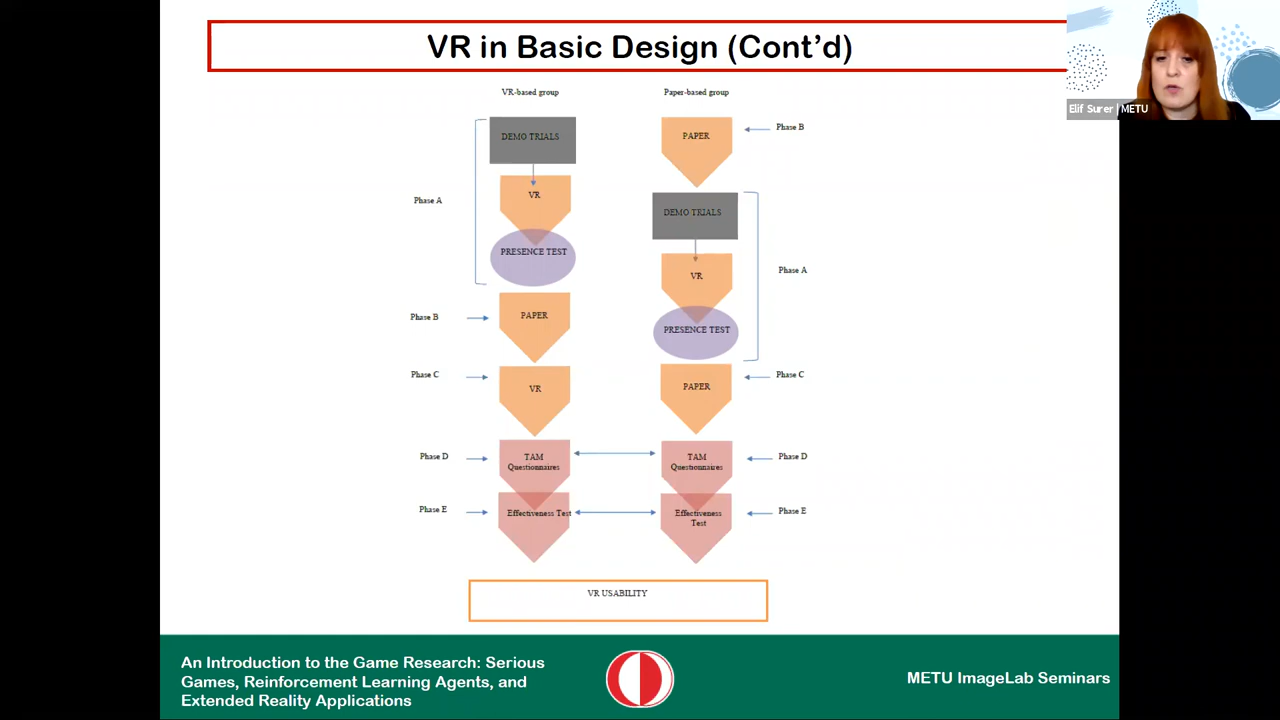 VR in Basic Design (Cont’d)
Elif Surer | METU
VR-based group
DEMO TRIALS
VR
PRESENCE TEST
Phase A
PAPER
Phase B
VR
Phase C
TAM
Questionnaires
Phase D
Effectiveness Test
Phase E
Paper-based group
PAPER
Phase B
DEMO TRIALS
VR
PRESENCE TEST
Phase A
PAPER
Phase C
TAM
Questionnaires
Phase D
Effectiveness
Test
Phase E
VR USABILITY
An Introduction to the Game Research: Serious
Games, Reinforcement Learning Agents, and
Extended Reality Applications
METU ImageLab Seminars